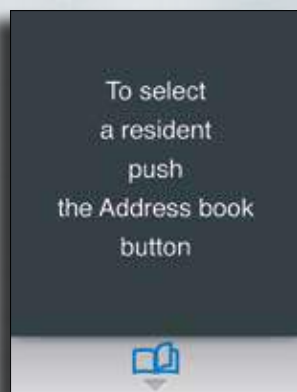 To select
a resident
push
the Address book
button